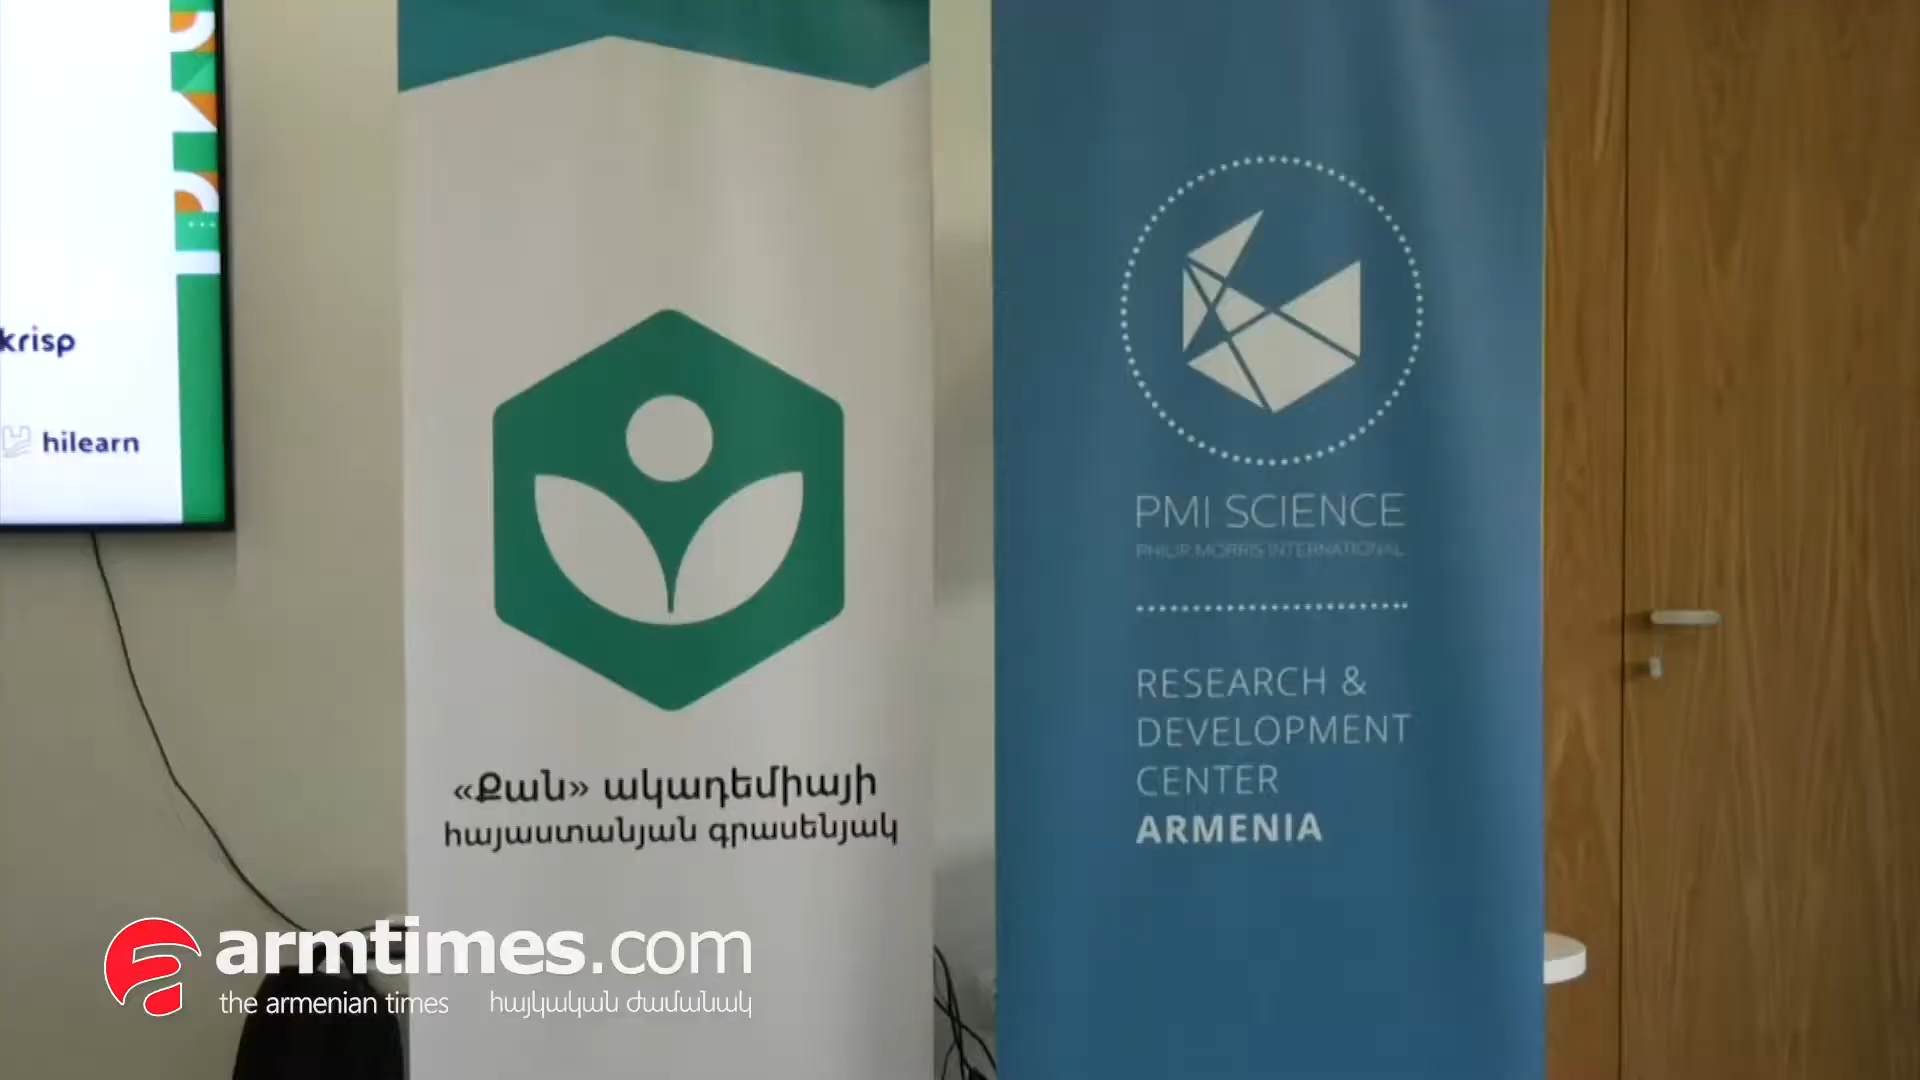 krisp
hilearn
«Քան» ակադեմիայի
հայաստանյան գրասենյակ
PMI SCIENCE
PHILIP MORRIS INTERNATIONAL
RESEARCH &
DEVELOPMENT
CENTER
ARMENIA
armtimes.com
the armenian times հայկական ժամանակ